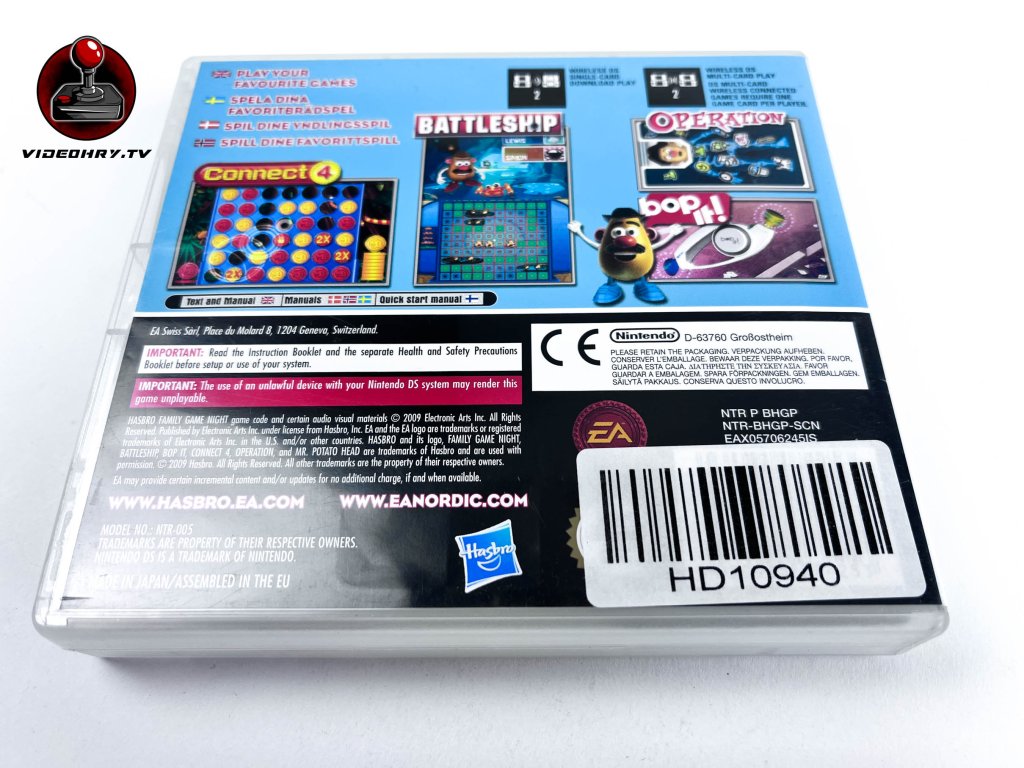 VIDEOHRY.TV
PLAY YOUR
FAVOURITE GAMES
SPELA DINA
FAVORITBRÄDSPEL
SPIL DINE YNDLINGSSPIL
SPILL DINE FAVORITTSPILL
2
WIRELESS DS
SINGLE-CARD
DOWNLOAD PLAY
2
WIRELESS DS
MULTI-CARD PLAY
DS MULTI-CARD
WIRELESS CONNECTED
GAMES REQUIRE ONE
GAME CARD PER PLAYER
Connect 4
2X
2X
2X
BATTLESHIP
LEWIS
OPERATION
bop it!
bop it!
Text and Manual
Manuals
Quick start manual
EA Swiss Sàrl, Place du Molard 8, 1204 Geneva, Switzerland.
IMPORTANT: Read the Instruction Booklet and the separate Health and Safety Precautions
Booklet before setup or use of your system.
IMPORTANT: The use of an unlawful device with your Nintendo DS system may render this
game unplayable.
HASBRO FAMILY GAME NIGHT game code and certain audio visual materials © 2009 Electronic Arts Inc. All Rights
Reserved. Published by Electronic Arts Inc. under license from Hasbro, Inc. EA and the EA logo are trademarks or registered
trademarks of Electronic Arts Inc. in the U.S. and/or other countries. HASBRO and its logo, FAMILY GAME NIGHT,
BATTLESHIP, BOP IT, CONNECT 4, OPERATION, and MR. POTATO HEAD are trademarks of Hasbro and are used with
permission. © 2009 Hasbro. All Rights Reserved. All other trademarks are the property of their respective owners.
EA may provide certain incremental content and/or updates for no additional charge, if and when available.
WWW.HASBRO.EA.COM
WWW.EANORDIC.COM
MODEL NO.: NTR-005
TRADEMARKS ARE PROPERTY OF THEIR RESPECTIVE OWNERS.
NINTENDO DS IS A TRADEMARK OF NINTENDO.
MADE IN JAPAN/ASSEMBLED IN THE EU
Hasbro
CE
Nintendo D-63760 Großostheim
PLEASE RETAIN THE PACKAGING. VERPACKUNG AUFHEBEN.
CONSERVER L'EMBALLAGE. BEWAAR DEZE VERPAKKING. POR FAVOR,
GUARDA ESTA CAJA. ΔΙΑΤΗΡΗΣΤΕ ΤΗΝ ΣΥΣΚΕΥΑΣΙΑ. FAVOR
GUARDAR A EMBALAGEM. SPARA FÖRPACKNINGEN. GEM EMBALLAGEN.
SÄILYTÄ PAKKAUS. CONSERVA QUESTO INVOLUCRO.
EA
NTR P BHGP
NTR-BHGP-SCN
EAX05706245IS
HD10940